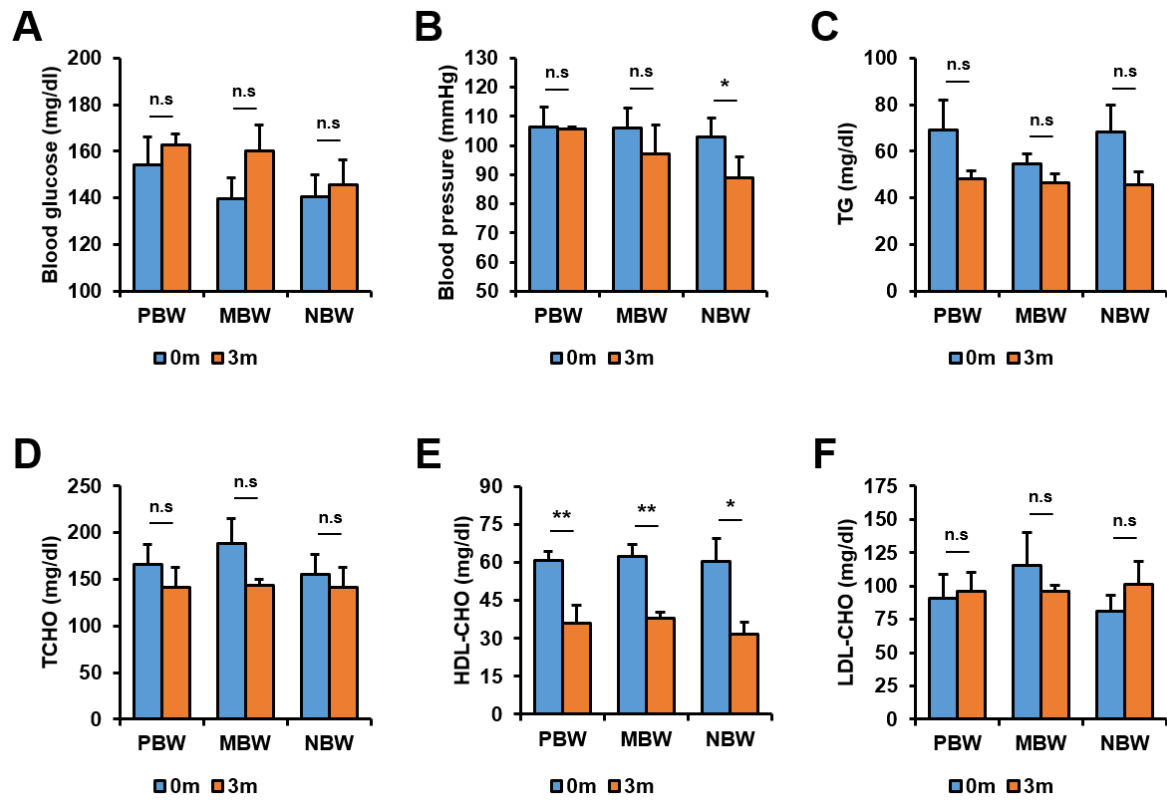 A
Blood glucose (mg/dl)
200
180
160
140
120
100
n.s
n.s
n.s
PBW MBW NBW
0m 3m
B
Blood pressure (mmHg)
130
120
110
100
90
80
70
60
50
n.s
n.s
*
PBW MBW NBW
0m 3m
C
TG (mg/dl)
100
80
60
40
20
0
n.s
n.s
n.s
PBW MBW NBW
0m 3m
D
TCHO (mg/dl)
250
200
150
100
50
0
n.s
n.s
n.s
PBW MBW NBW
0m 3m
E
HDL-CHO (mg/dl)
90
75
60
45
30
15
0
**
**
*
PBW MBW NBW
0m 3m
F
LDL-CHO (mg/dl)
175
150
125
100
75
50
25
0
n.s
n.s
n.s
PBW MBW NBW
0m 3m